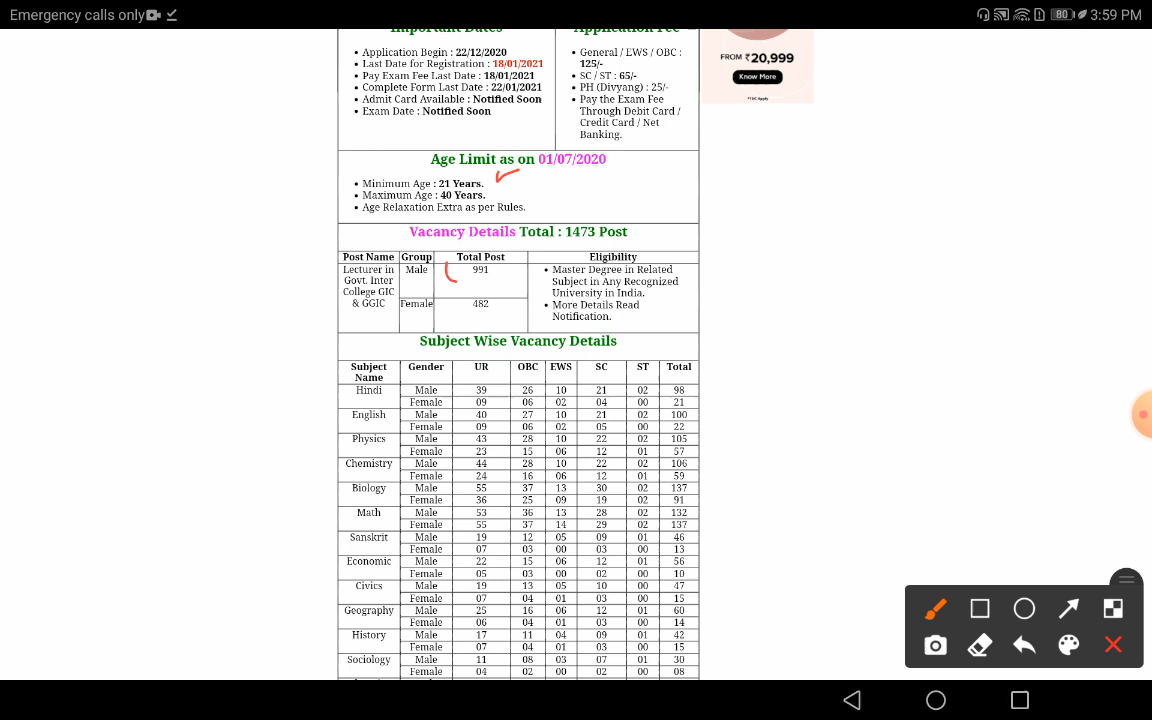 Emergency calls only
80 3:59 PM
Important Dates
Application Fee
• Application Begin : 22/12/2020
• Last Date for Registration : 18/01/2021
• Pay Exam Fee Last Date : 18/01/2021
• Complete Form Last Date : 22/01/2021
• Admit Card Available : Notified Soon
• Exam Date : Notified Soon
• General / EWS / OBC :
125/-
• SC / ST : 65/-
• PH (Divyang) : 25/-
• Pay the Exam Fee
Through Debit Card /
Credit Card / Net
Banking.
FROM ₹20,999
Know More
*T&C Apply
Age Limit as on 01/07/2020
• Minimum Age : 21 Years.
• Maximum Age : 40 Years.
• Age Relaxation Extra as per Rules.
Vacancy Details Total : 1473 Post
Post Name Group Total Post Eligibility
Lecturer in
Govt. Inter
College GIC
& GGIC
Male 991
Female 482
• Master Degree in Related
Subject in Any Recognized
University in India.
• More Details Read
Notification.
Subject Wise Vacancy Details
Subject
Name
Gender UR OBC EWS SC ST Total
Hindi Male 39 26 10 21 02 98
Female 09 06 02 04 00 21
English Male 40 27 10 21 02 100
Female 09 06 02 05 00 22
Physics Male 43 28 10 22 02 105
Female 23 15 06 12 01 57
Chemistry Male 44 28 10 22 02 106
Female 24 16 06 12 01 59
Biology Male 55 37 13 30 02 137
Female 36 25 09 19 02 91
Math Male 53 36 13 28 02 132
Female 55 37 14 29 02 137
Sanskrit Male 19 12 05 09 01 46
Female 07 03 00 03 00 13
Economic Male 22 15 06 12 01 56
Female 05 03 00 02 00 10
Civics Male 19 13 05 10 00 47
Female 07 04 01 03 00 15
Geography Male 25 16 06 12 01 60
Female 06 04 01 03 00 14
History Male 17 11 04 09 01 42
Female 07 04 01 03 00 15
Sociology Male 11 08 03 07 01 30
Female 04 02 00 02 00 08